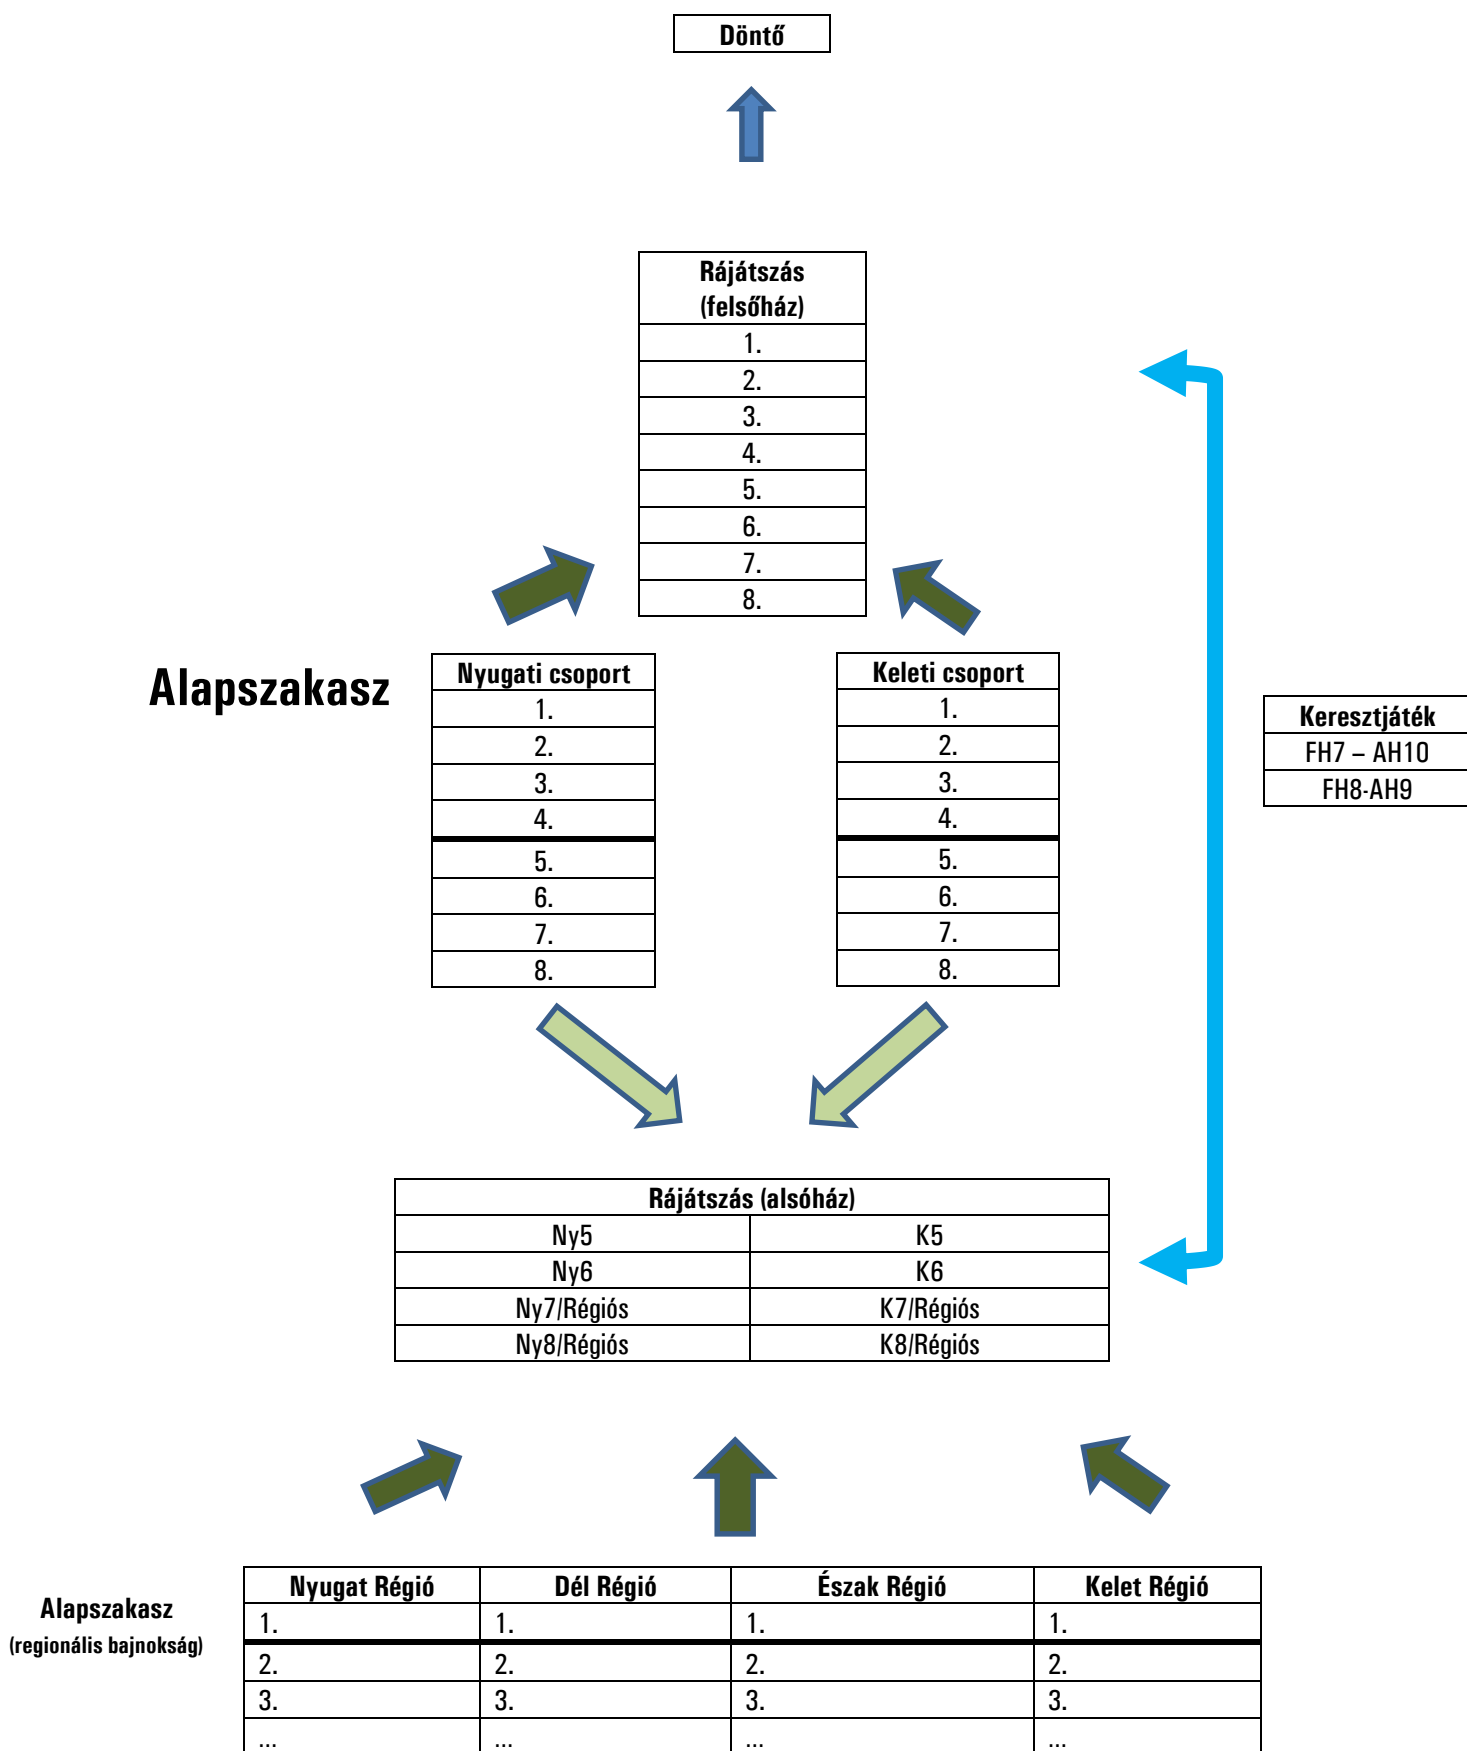 Döntő
Rájátszás
(felsőház)
1.
2.
3.
4.
5.
6.
7.
8.
Alapszakasz
Nyugati csoport
1.
2.
3.
4.
5.
6.
7.
8.
Keleti csoport
1.
2.
3.
4.
5.
6.
7.
8.
Keresztjáték
FH7 – AH10
FH8-AH9
Rájátszás (alsóház)
Ny5 K5
Ny6 K6
Ny7/Régiós K7/Régiós
Ny8/Régiós K8/Régiós
Alapszakasz
(regionális bajnokság)
Nyugat Régió Dél Régió Észak Régió Kelet Régió
1. 1. 1. 1.
2. 2. 2. 2.
3. 3. 3. 3.
... ... ... ...